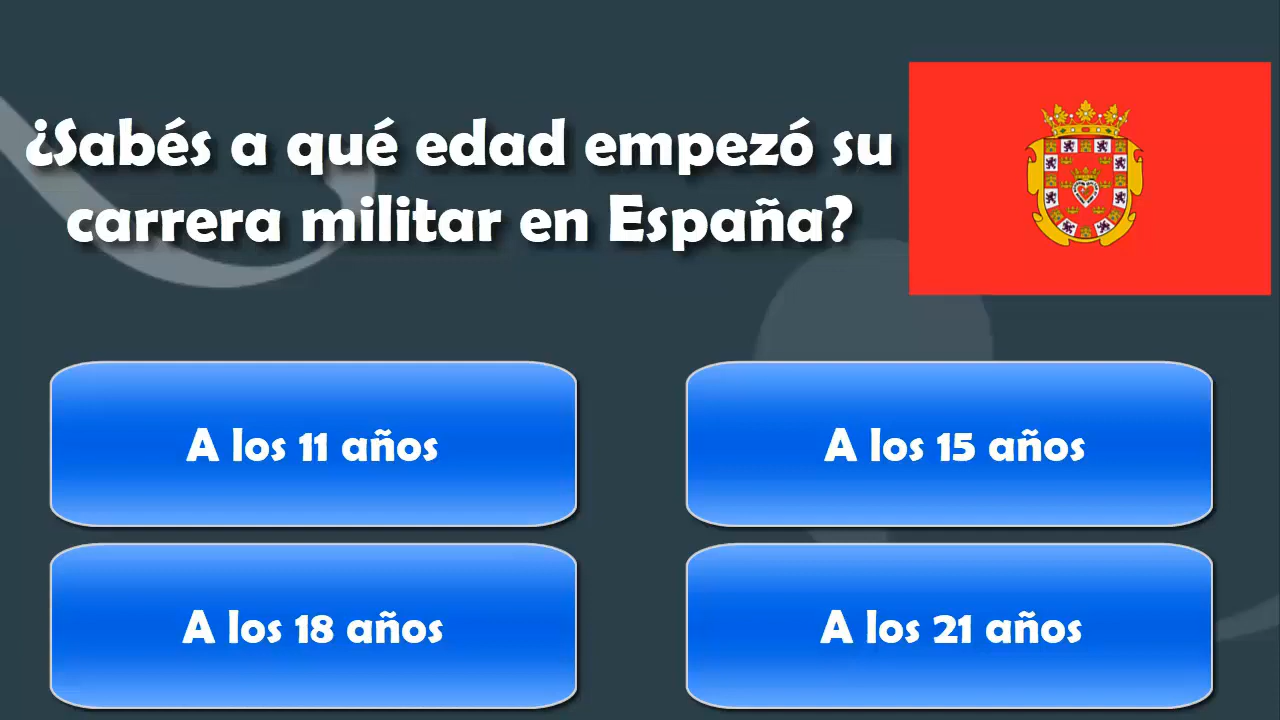 ¿Sabés a qué edad empezó su
carrera militar en España?
A los 11 años
A los 15 años
A los 18 años
A los 21 años